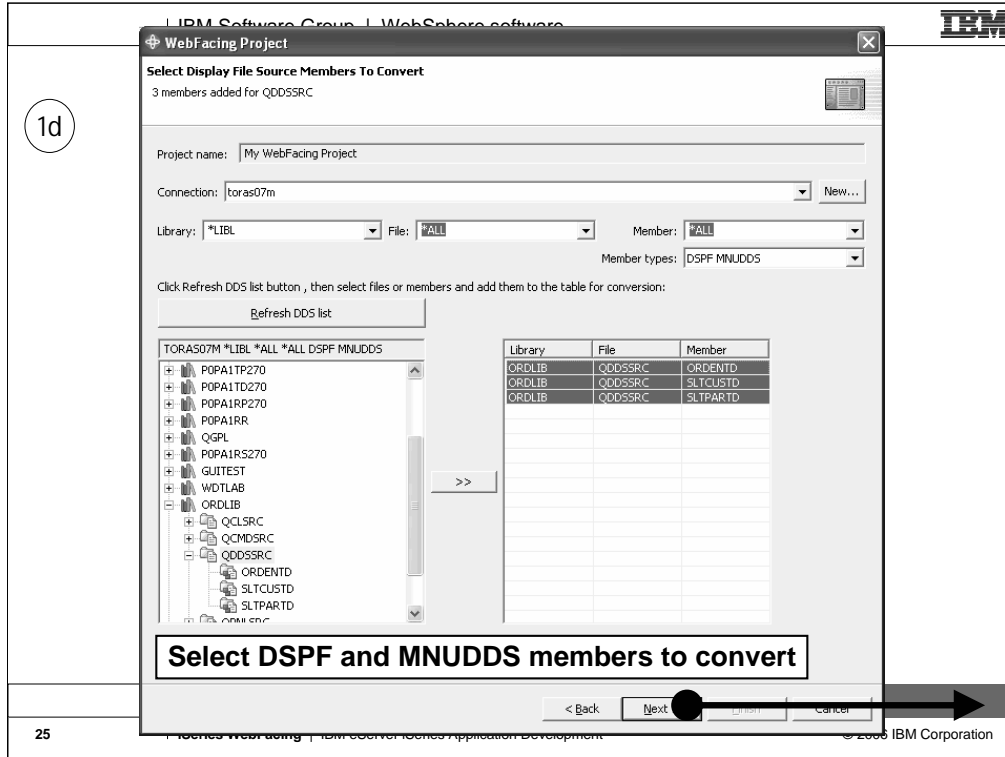 IBM Software Group | WebSphere software
IBM
WebFacing Project
Select Display File Source Members To Convert
3 members added for QDDSSRC
1d
Project name: My WebFacing Project
Connection: toras07m New...
Library: *LIBL File: *ALL Member: *ALL
Member types: DSPF MNUDDS
Click Refresh DDS list button , then select files or members and add them to the table for conversion:
Refresh DDS list
TORAS07M *LIBL *ALL *ALL DSPF MNUDDS
P0PA1TP270
P0PA1TD270
P0PA1RP270
P0PA1RR
QGPL
P0PA1RS270
GUITEST
WDTLAB
ORDLIB
QCLSRC
QCMDSRC
QDDSSRC
ORDENTD
SLTCUSTD
SLTPARTD
>>
Library File Member
ORDLIB QDDSSRC ORDENTD
ORDLIB QDDSSRC SLTCUSTD
ORDLIB QDDSSRC SLTPARTD
Select DSPF and MNUDDS members to convert
< Back Next Finish Cancel
25 iSeries WebFacing | IBM eServer iSeries Application Development © 2006 IBM Corporation